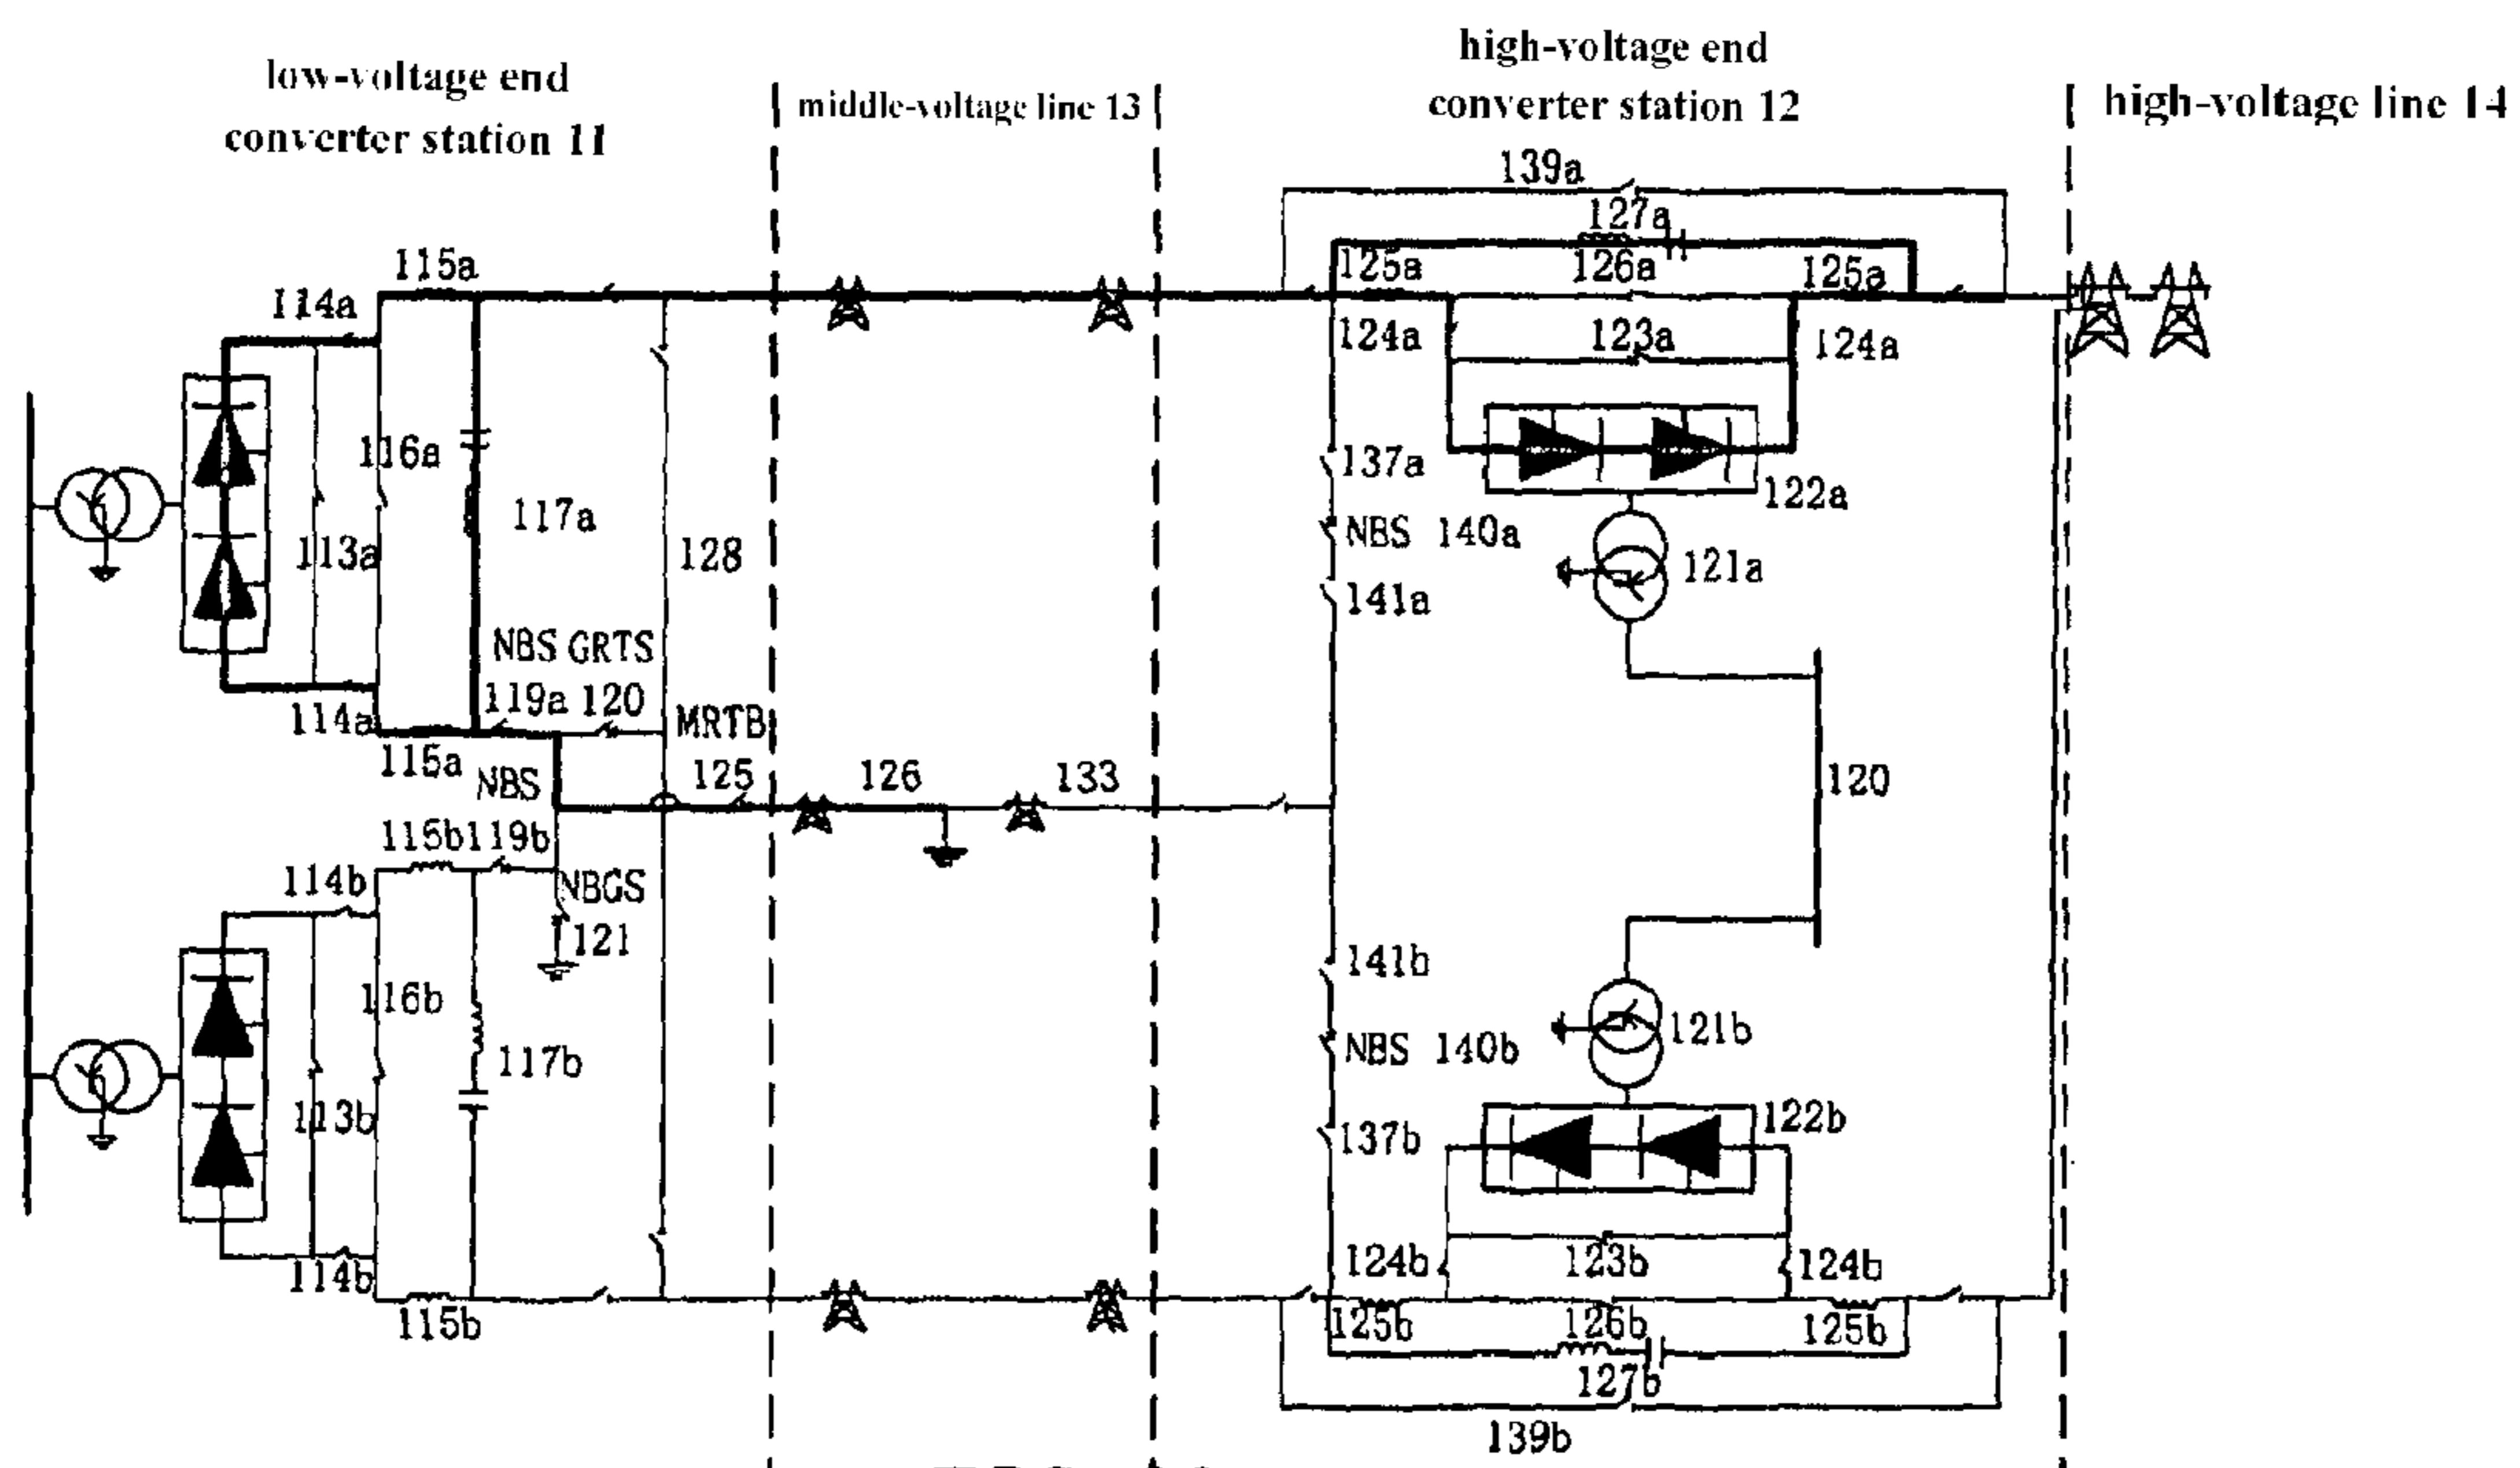 low-voltage end
converter station 11
middle-voltage line 13
high-voltage end
converter station 12
high-voltage line 14
139a
127a
115a
125a
126a
125a
114a
124a
123a
124a
116a
137a
122a
117a
NBS 140a
113a
128
121a
141a
NBS GRTS
119a 120
114a
MRTB
115a
NBS
125
126
133
120
115b 119b
114b
NBGS
121
141b
116b
121b
117b
NBS 140b
113b
122b
137b
114b
124b
123b
124b
115b
125b
126b
125b
127b
139b